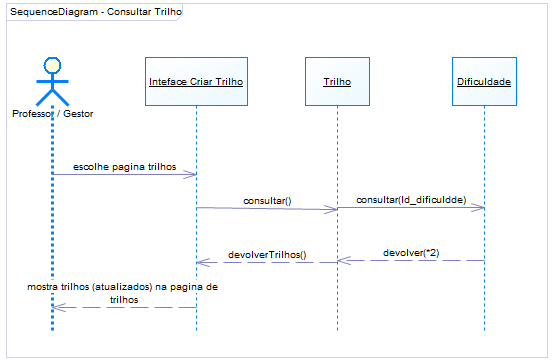 SequenceDiagram - Consultar Trilho
Professor / Gestor
Inteface Criar Trilho
Trilho
Dificuldade
escolhe pagina trilhos
consultar()
consultar(Id_dificuldde)
devolver(*2)
devolverTrilhos()
mostra trilhos (atualizados) na pagina de
trilhos